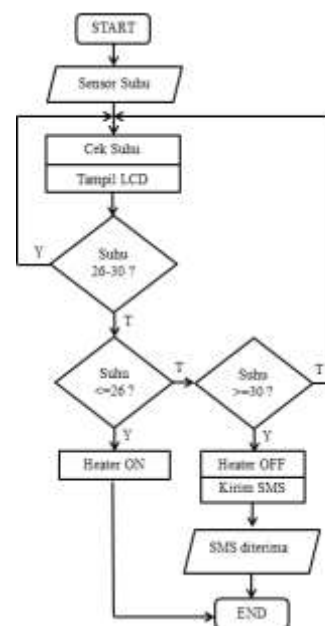 START
Sensor Suhu
Cek Suhu
Tampil LCD
Y
Suhu
26-30 ?
T
Suhu
<=26 ?
T
Suhu
>=30 ?
T
Y
Y
Heater ON
Heater OFF
Kirim SMS
SMS diterima
END